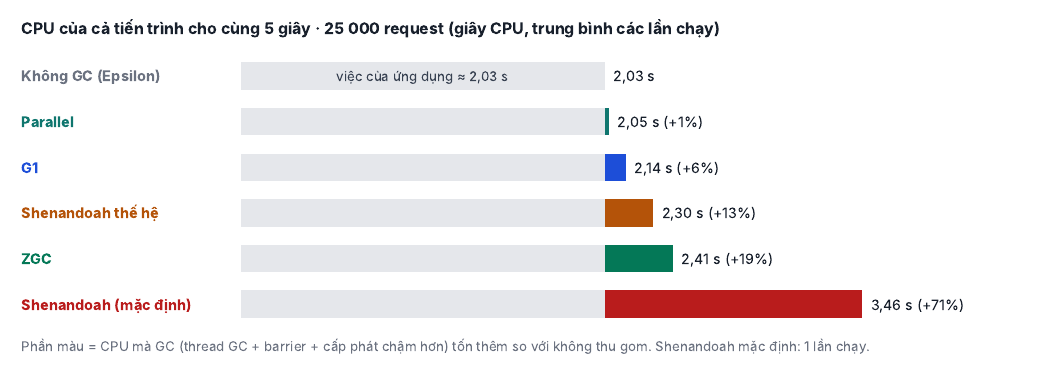 CPU của cả tiến trình cho cùng 5 giây · 25 000 request (giây CPU, trung bình các lần chạy)
Không GC (Epsilon) việc của ứng dụng ≈ 2,03 s 2,03 s
Parallel 2,05 s (+1%)
G1 2,14 s (+6%)
Shenandoah thế hệ 2,30 s (+13%)
ZGC 2,41 s (+19%)
Shenandoah (mặc định) 3,46 s (+71%)
Phần màu = CPU mà GC (thread GC + barrier + cấp phát chậm hơn) tốn thêm so với không thu gom. Shenandoah mặc định: 1 lần chạy.